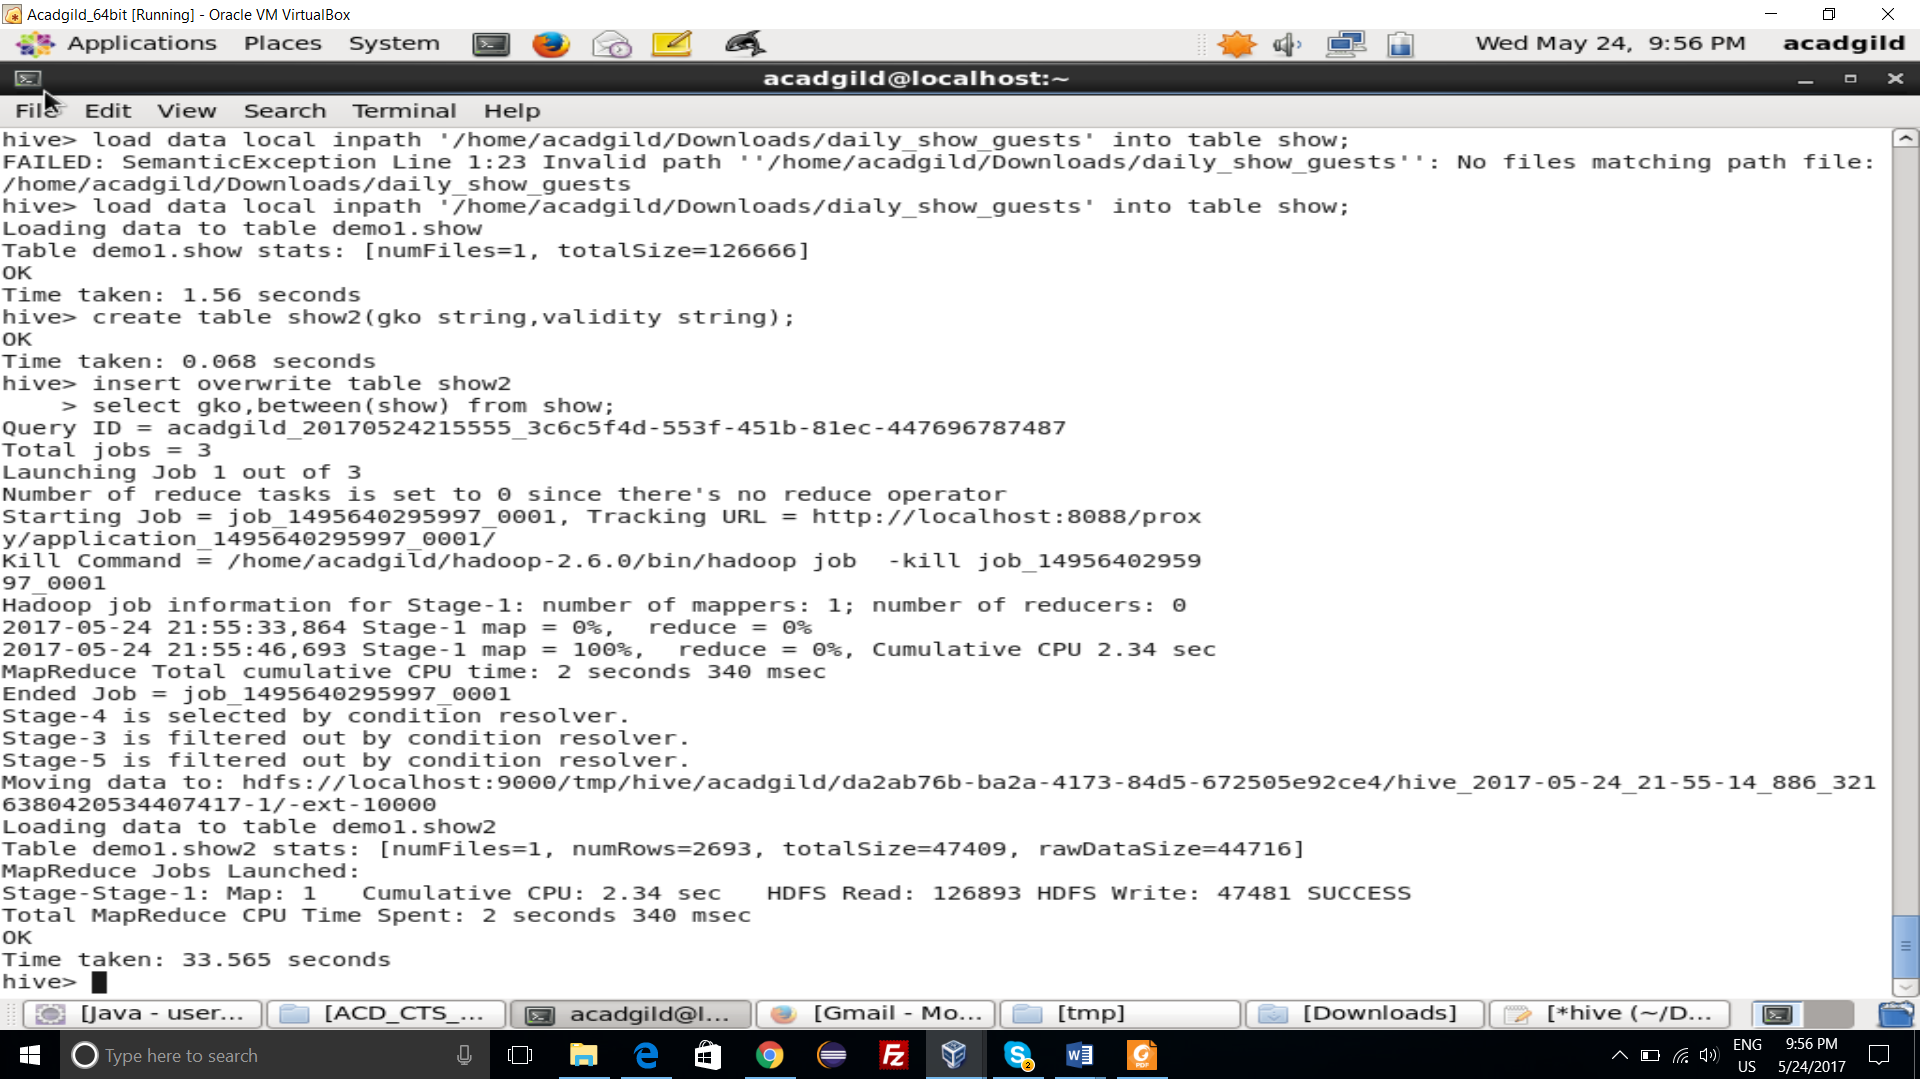 Acadgild_64bit [Running] - Oracle VM VirtualBox
Applications Places System Wed May 24, 9:56 PM acadgild
acadgild@localhost:~
File Edit View Search Terminal Help
hive> load data local inpath '/home/acadgild/Downloads/daily_show_guests' into table show;
FAILED: SemanticException Line 1:23 Invalid path ''/home/acadgild/Downloads/daily_show_guests'': No files matching path file:
/home/acadgild/Downloads/daily_show_guests
hive> load data local inpath '/home/acadgild/Downloads/dialy_show_guests' into table show;
Loading data to table demo1.show
Table demo1.show stats: [numFiles=1, totalSize=126666]
OK
Time taken: 1.56 seconds
hive> create table show2(gko string,validity string);
OK
Time taken: 0.068 seconds
hive> insert overwrite table show2
    > select gko,between(show) from show;
Query ID = acadgild_20170524215555_3c6c5f4d-553f-451b-81ec-447696787487
Total jobs = 3
Launching Job 1 out of 3
Number of reduce tasks is set to 0 since there's no reduce operator
Starting Job = job_1495640295997_0001, Tracking URL = http://localhost:8088/prox
y/application_1495640295997_0001/
Kill Command = /home/acadgild/hadoop-2.6.0/bin/hadoop job  -kill job_14956402959
97_0001
Hadoop job information for Stage-1: number of mappers: 1; number of reducers: 0
2017-05-24 21:55:33,864 Stage-1 map = 0%,  reduce = 0%
2017-05-24 21:55:46,693 Stage-1 map = 100%,  reduce = 0%, Cumulative CPU 2.34 sec
MapReduce Total cumulative CPU time: 2 seconds 340 msec
Ended Job = job_1495640295997_0001
Stage-4 is selected by condition resolver.
Stage-3 is filtered out by condition resolver.
Stage-5 is filtered out by condition resolver.
Moving data to: hdfs://localhost:9000/tmp/hive/acadgild/da2ab76b-ba2a-4173-84d5-672505e92ce4/hive_2017-05-24_21-55-14_886_321
6380420534407417-1/-ext-10000
Loading data to table demo1.show2
Table demo1.show2 stats: [numFiles=1, numRows=2693, totalSize=47409, rawDataSize=44716]
MapReduce Jobs Launched:
Stage-Stage-1: Map: 1   Cumulative CPU: 2.34 sec   HDFS Read: 126893 HDFS Write: 47481 SUCCESS
Total MapReduce CPU Time Spent: 2 seconds 340 msec
OK
Time taken: 33.565 seconds
hive>
[Java - user... [ACD_CTS_... acadgild@l... [Gmail - Mo... [tmp] [Downloads] [*hive (~/D...
Type here to search ENG 9:56 PM
US 5/24/2017